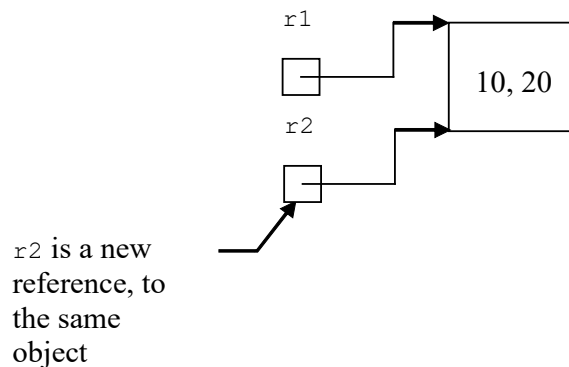 r1
10, 20
r2
r2 is a new
reference, to
the same
object